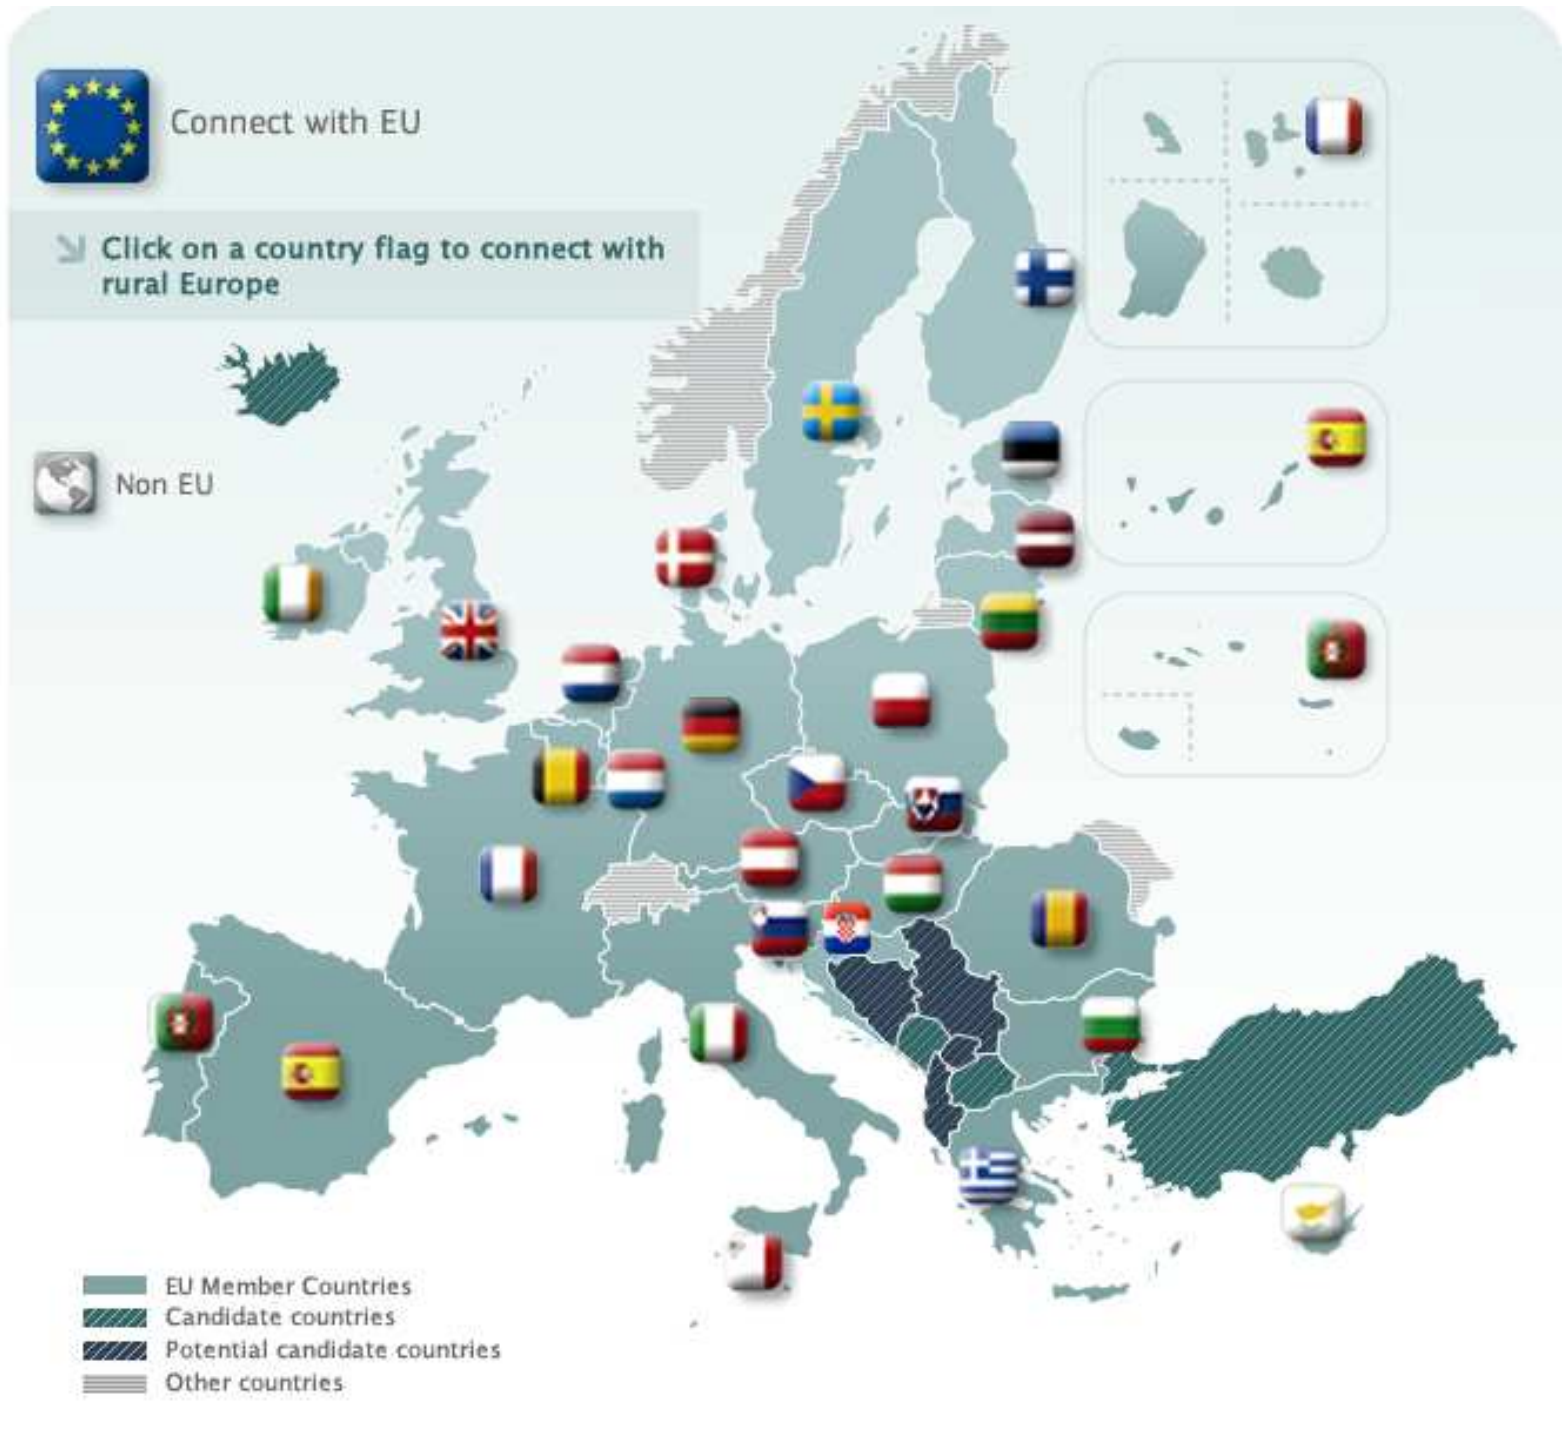 Connect with EU
Click on a country flag to connect with
rural Europe
Non EU
EU Member Countries
Candidate countries
Potential candidate countries
Other countries